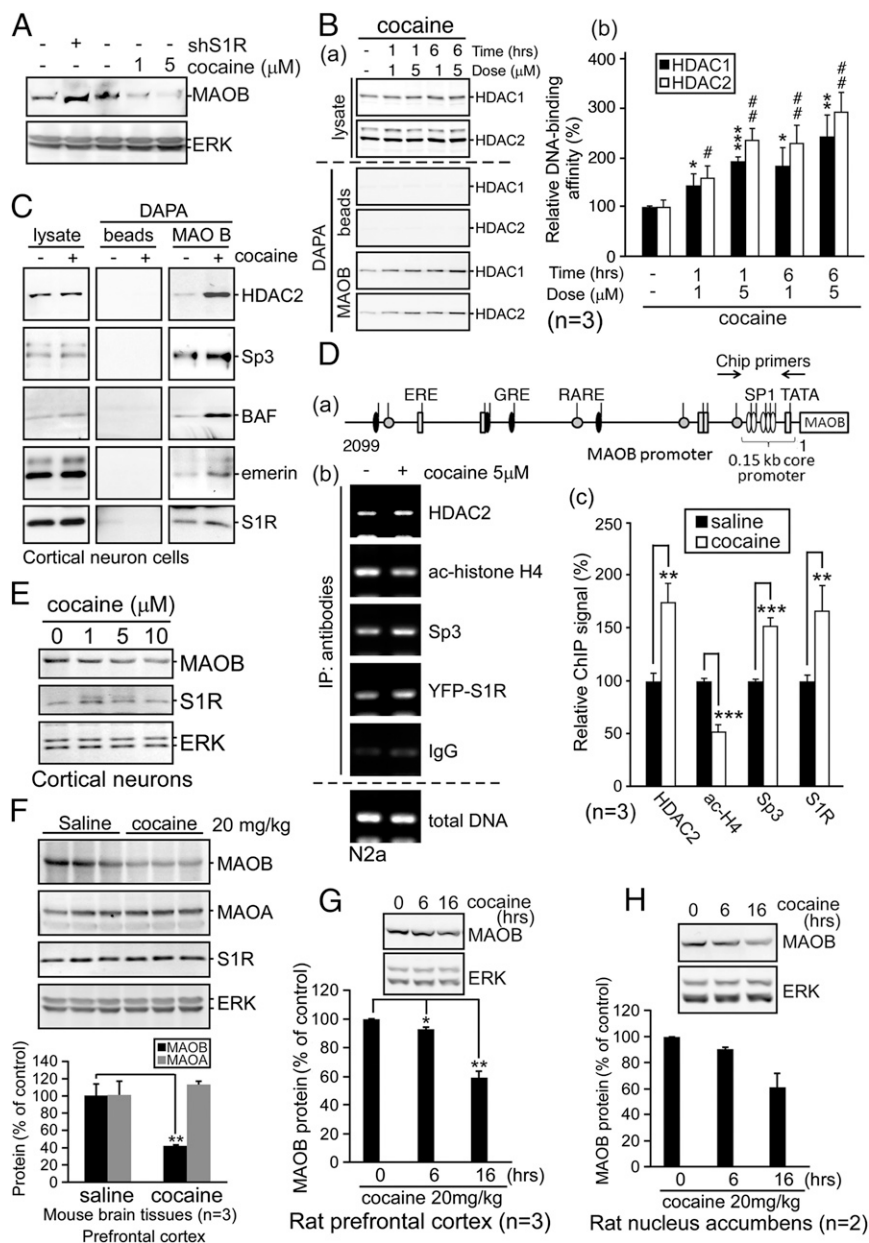 A
- + - - - shS1R
- - - 1 5 cocaine (µM)
MAOB
ERK
B
cocaine
(a)
- 1 1 6 6 Time (hrs)
- 1 5 1 5 Dose (µM)
lysate
HDAC1
HDAC2
DAPA
beads
HDAC1
HDAC2
MAOB
HDAC1
HDAC2
(b)
HDAC1
HDAC2
Relative DNA-binding
affinity (%)
400
300
200
100
0
* # *** ## * ## ** ##
Time (hrs) - 1 1 6 6
Dose (µM) - 1 5 1 5
cocaine
(n=3)
C
DAPA
lysate beads MAO B
- + - + - + cocaine
HDAC2
Sp3
BAF
emerin
S1R
Cortical neuron cells
D
Chip primers
(a)
ERE GRE RARE SP1 TATA
MAOB
2099
MAOB promoter
1
0.15 kb core
promoter
(b)
- + cocaine 5µM
IP: antibodies
HDAC2
ac-histone H4
Sp3
YFP-S1R
IgG
total DNA
N2a
(c)
saline
cocaine
Relative ChIP signal (%)
250
200
150
100
50
0
** *** *** **
(n=3)
HDAC2 ac-H4 Sp3 S1R
E
cocaine (µM)
0 1 5 10
MAOB
S1R
ERK
Cortical neurons
F
Saline cocaine 20 mg/kg
MAOB
MAOA
S1R
ERK
MAOB
MAOA
Protein (% of control)
140
120
100
80
60
40
20
0
**
saline cocaine
Mouse brain tissues (n=3)
Prefrontal cortex
G
0 6 16 cocaine
(hrs)
MAOB
ERK
MAOB protein (% of control)
120
100
80
60
40
20
0
* **
0 6 16 (hrs)
cocaine 20mg/kg
Rat prefrontal cortex (n=3)
H
0 6 16 cocaine
(hrs)
MAOB
ERK
MAOB protein (% of control)
120
100
80
60
40
20
0
0 6 16 (hrs)
cocaine 20mg/kg
Rat nucleus accumbens (n=2)